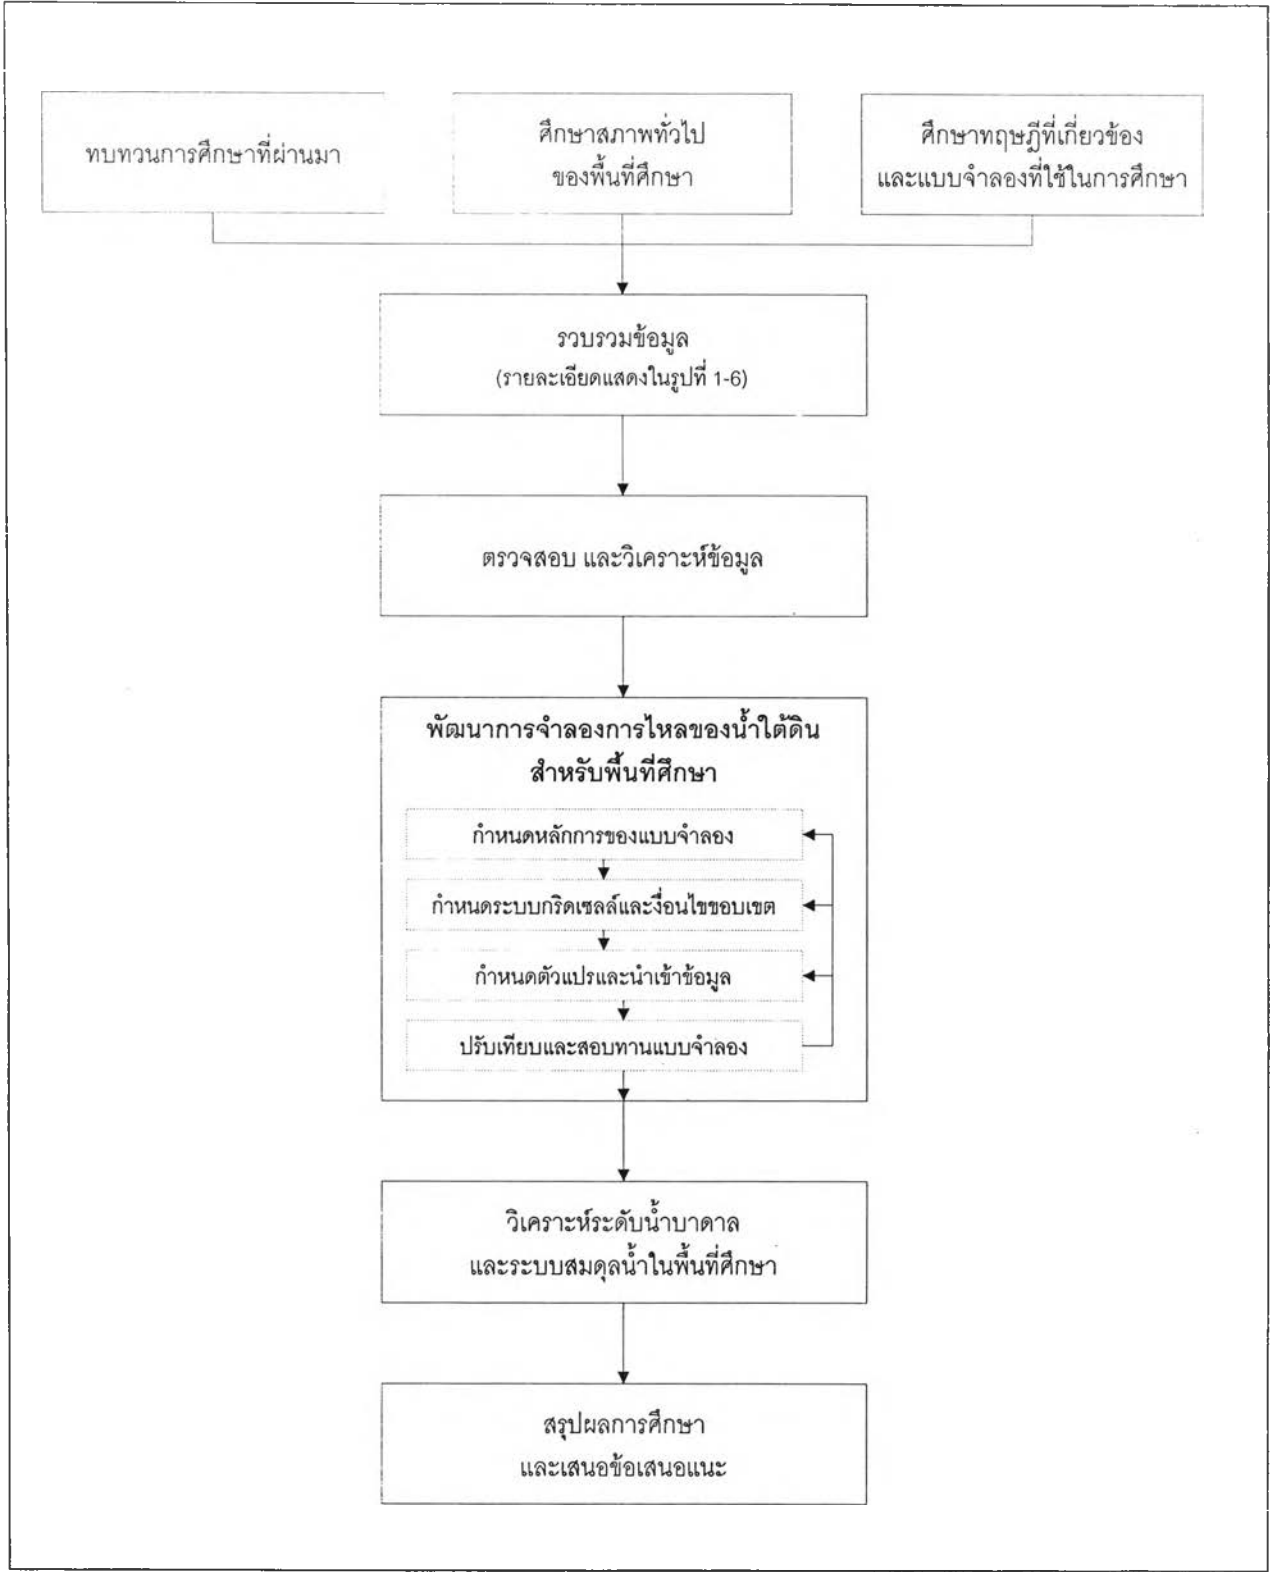 ทบทวนการศึกษาที่ผ่านมา
ศึกษาสภาพทั่วไป
ของพื้นที่ศึกษา
ศึกษาทฤษฎีที่เกี่ยวข้อง
และแบบจำลองที่ใช้ในการศึกษา
รวบรวมข้อมูล
(รายละเอียดแสดงในรูปที่ 1-6)
ตรวจสอบ และวิเคราะห์ข้อมูล
พัฒนาการจำลองการไหลของน้ำใต้ดิน
สำหรับพื้นที่ศึกษา
กำหนดหลักการของแบบจำลอง
กำหนดระบบกริดเซลล์และงื่อนไขขอบเขต
กำหนดตัวแปรและนำเข้าข้อมูล
ปรับเทียบและสอบทานแบบจำลอง
วิเคราะห์ระดับน้ำบาดาล
และระบบสมดุลน้ำในพื้นที่ศึกษา
สรุปผลการศึกษา
และเสนอข้อเสนอแนะ